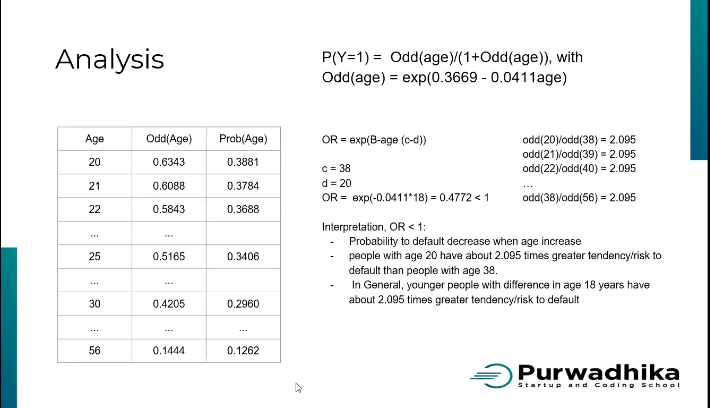 Analysis
P(Y=1) = Odd(age)/(1+Odd(age)), with
Odd(age) = exp(0.3669 - 0.0411age)
Age Odd(Age) Prob(Age)
20 0.6343 0.3881
21 0.6088 0.3784
22 0.5843 0.3688
... ...
25 0.5165 0.3406
... ...
30 0.4205 0.2960
... ... ...
56 0.1444 0.1262
OR = exp(B-age (c-d))
c = 38
d = 20
OR = exp(-0.0411*18) = 0.4772 < 1
odd(20)/odd(38) = 2.095
odd(21)/odd(39) = 2.095
odd(22)/odd(40) = 2.095
...
odd(38)/odd(56) = 2.095
Interpretation, OR < 1:
- Probability to default decrease when age increase
- people with age 20 have about 2.095 times greater tendency/risk to
default than people with age 38.
- In General, younger people with difference in age 18 years have
about 2.095 times greater tendency/risk to default
Purwadhika
Startup and Coding School